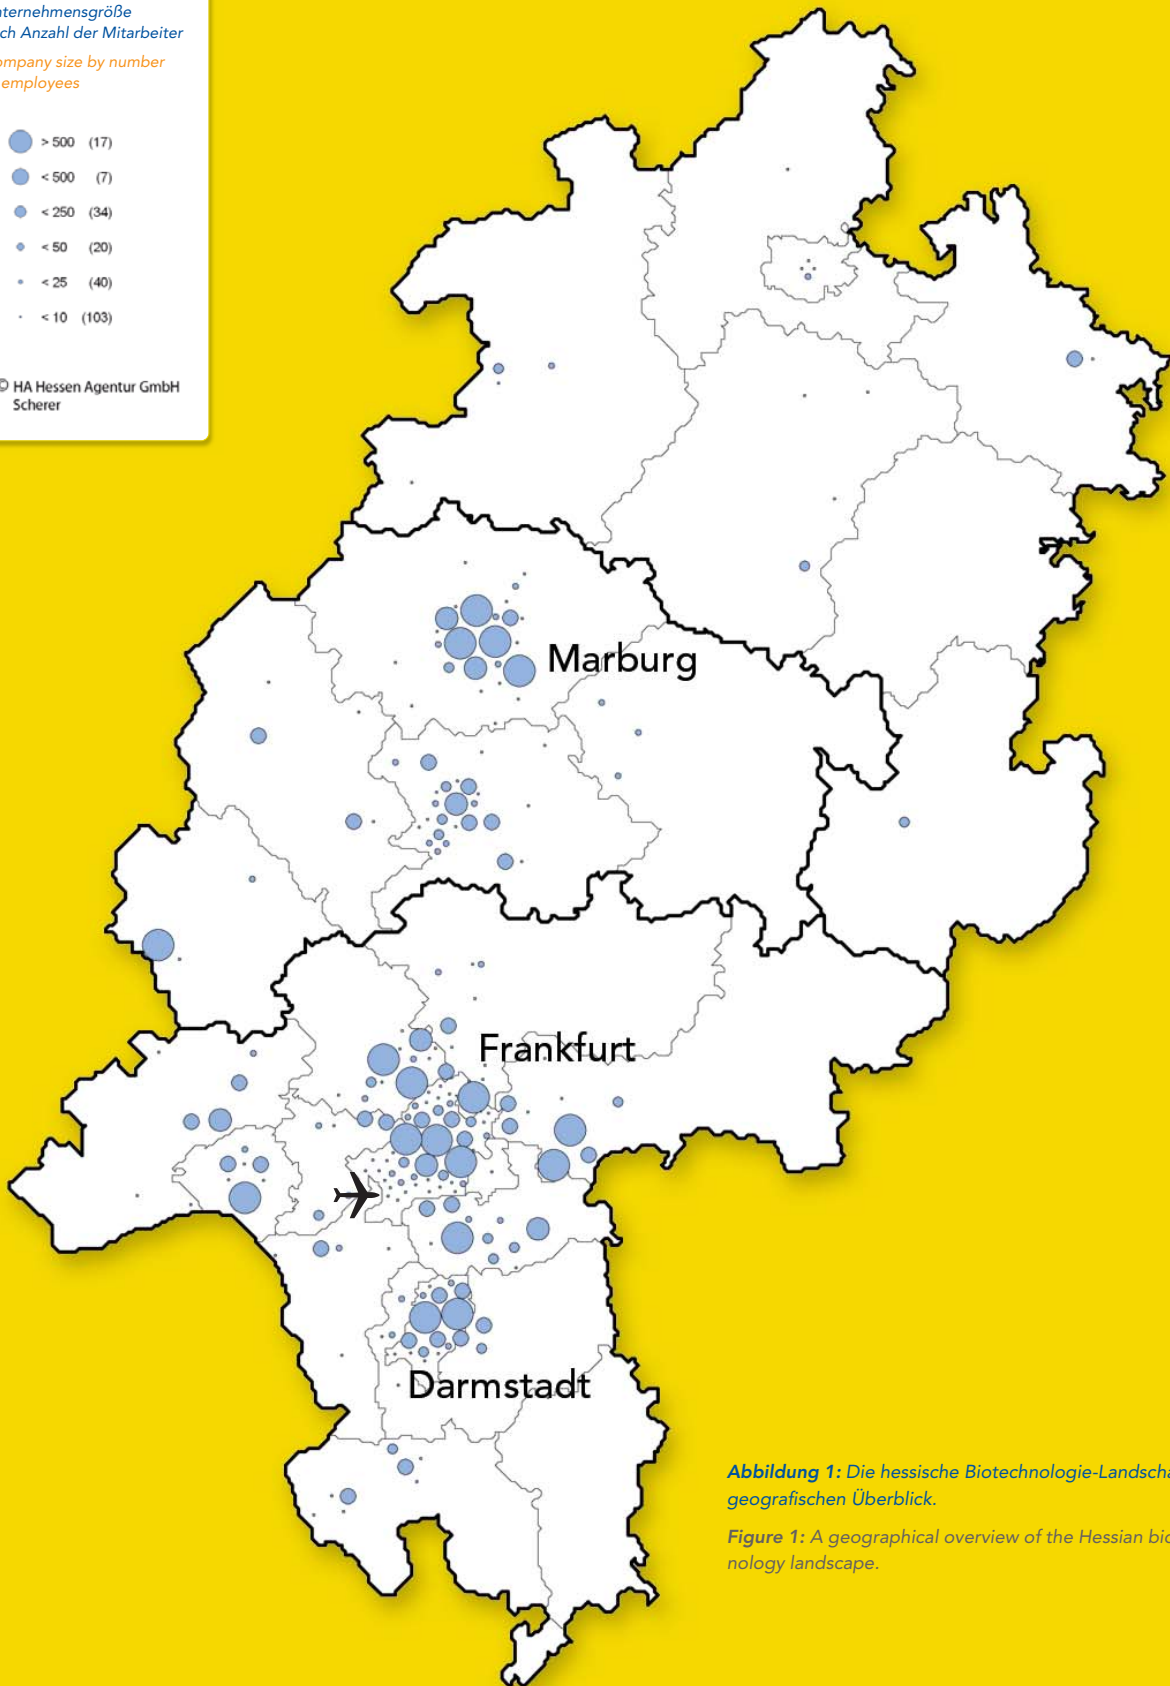 nternehmensgröße
ch Anzahl der Mitarbeiter
ompany size by number
employees
> 500 (17)
< 500 (7)
< 250 (34)
< 50 (20)
< 25 (40)
< 10 (103)
© HA Hessen Agentur GmbH
Scherer
Marburg
Frankfurt
Darmstadt
Abbildung 1: Die hessische Biotechnologie-Landscha
geografischen Überblick.
Figure 1: A geographical overview of the Hessian bio
nology landscape.